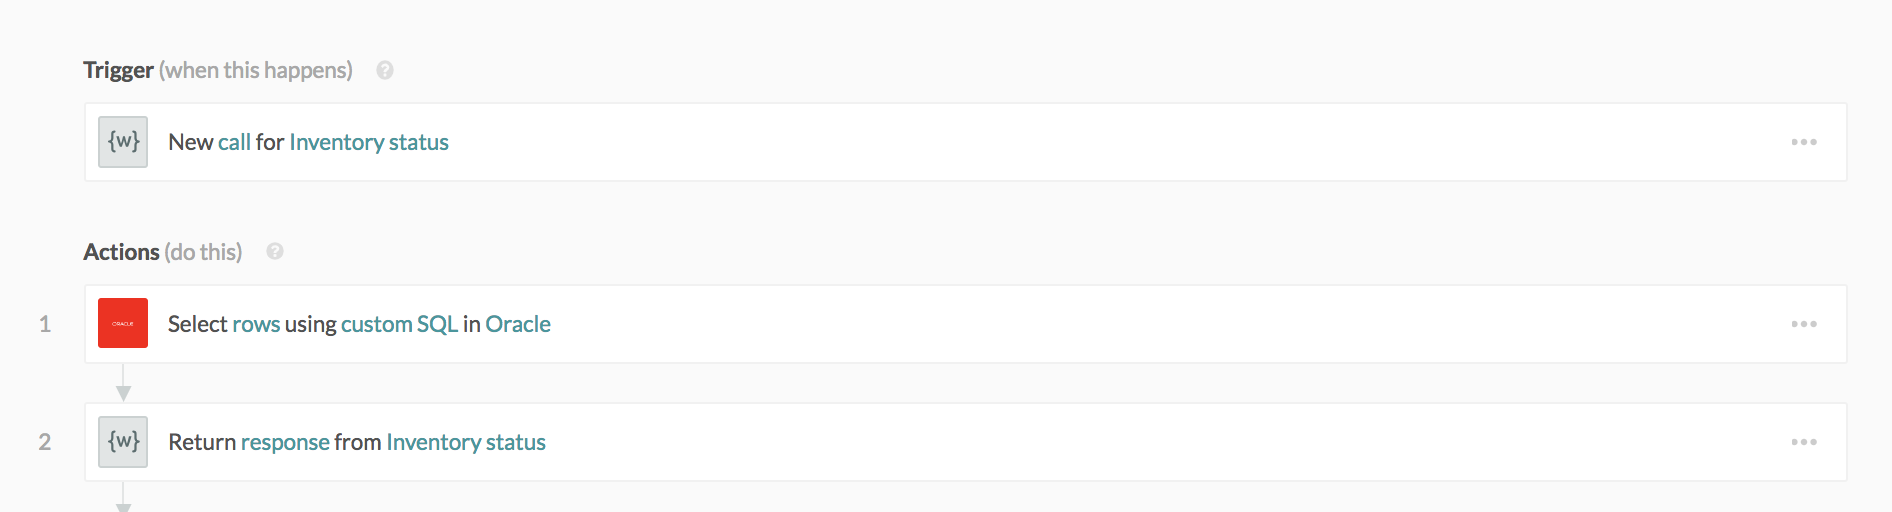 Trigger (when this happens) ?
{w} New call for Inventory status
Actions (do this) ?
1 ORACLE Select rows using custom SQL in Oracle
2 {w} Return response from Inventory status